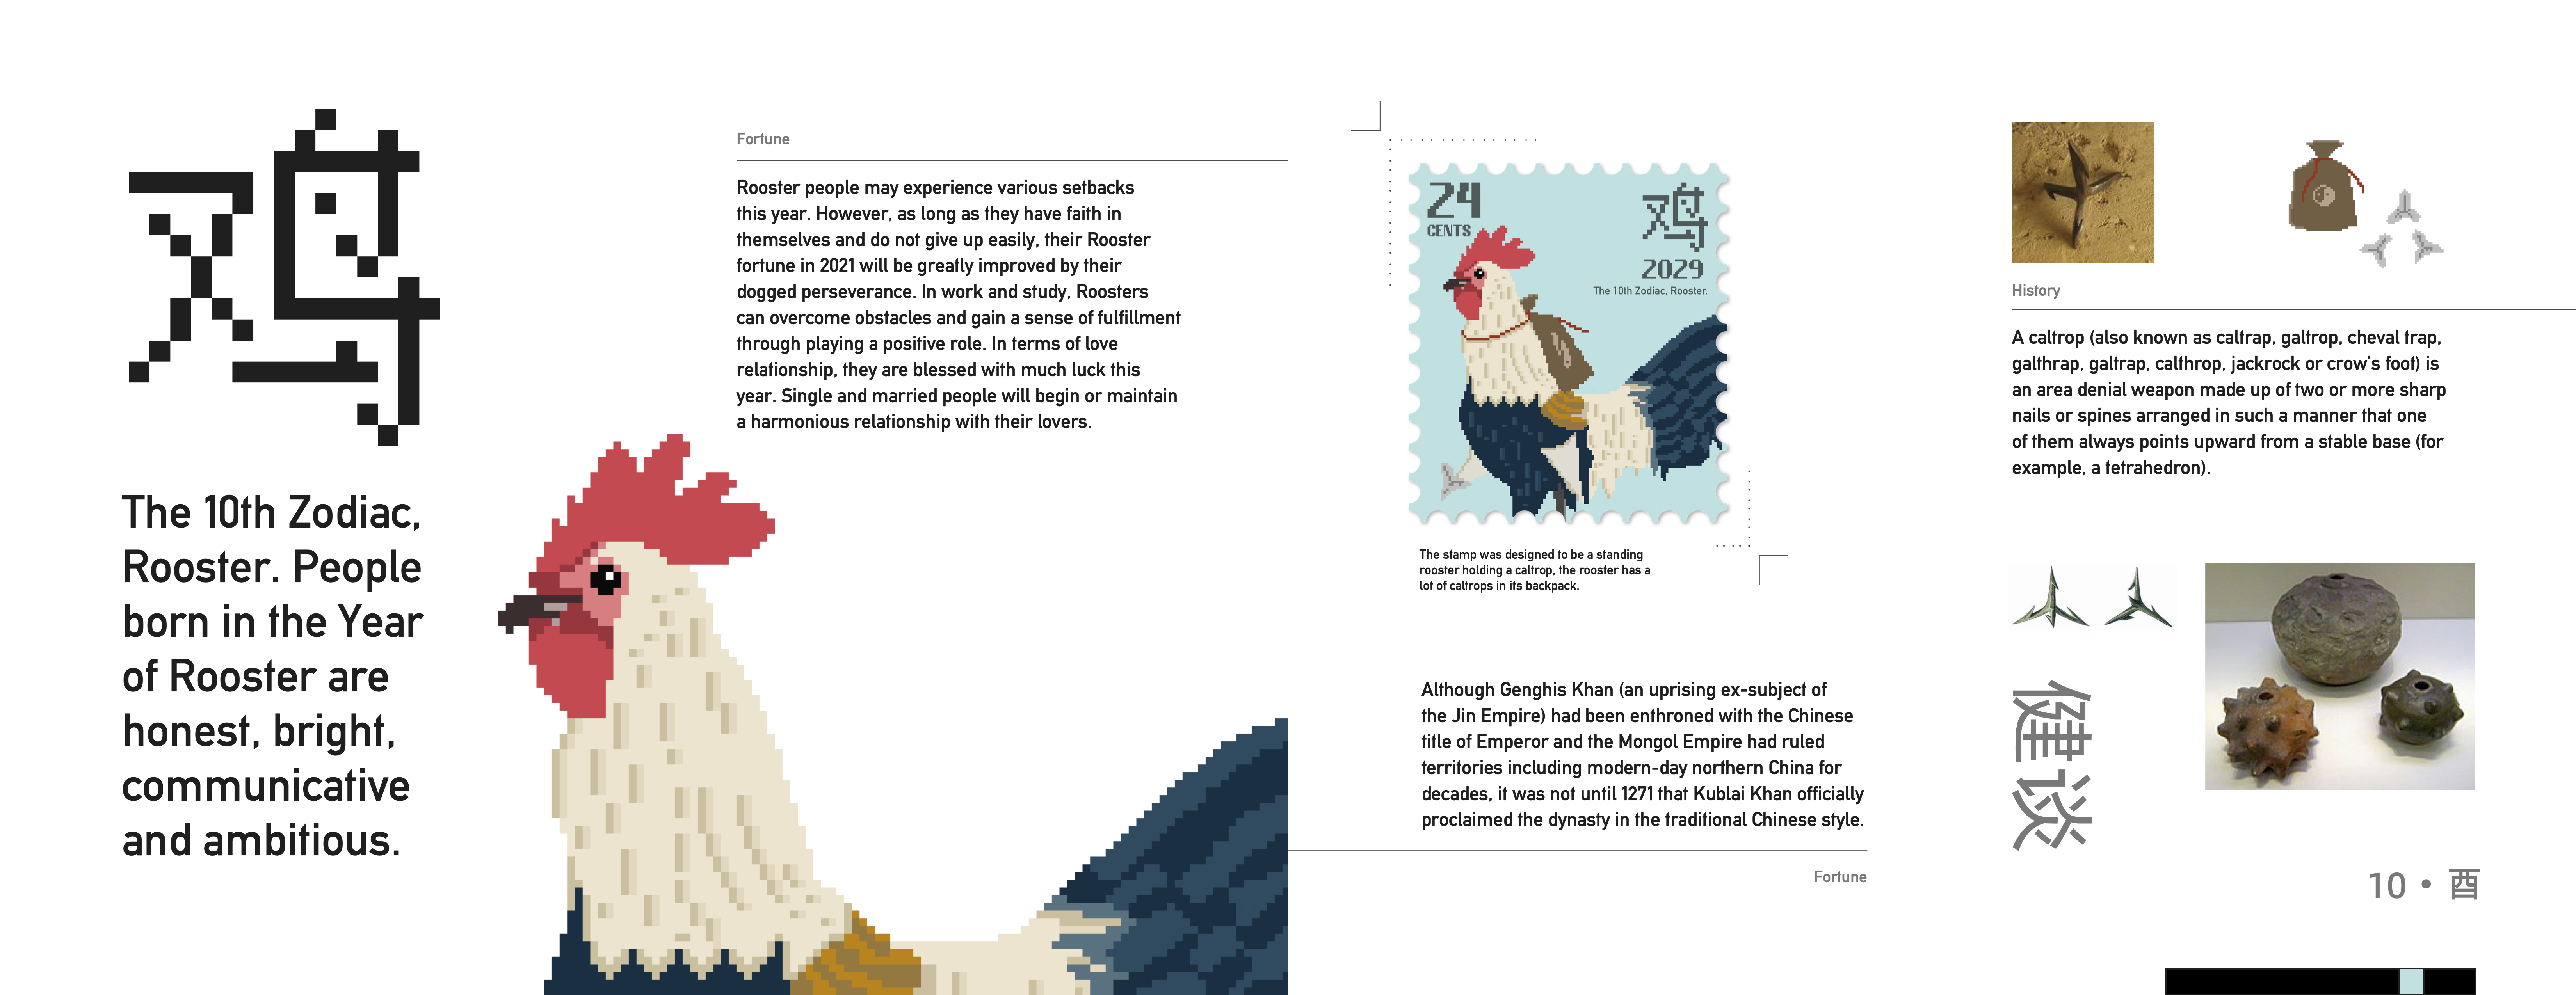 鸡
The 10th Zodiac,
Rooster. People
born in the Year
of Rooster are
honest, bright,
communicative
and ambitious.
Fortune
Rooster people may experience various setbacks
this year. However, as long as they have faith in
themselves and do not give up easily, their Rooster
fortune in 2021 will be greatly improved by their
dogged perseverance. In work and study, Roosters
can overcome obstacles and gain a sense of fulfillment
through playing a positive role. In terms of love
relationship, they are blessed with much luck this
year. Single and married people will begin or maintain
a harmonious relationship with their lovers.
24
CENTS
鸡
2029
The 10th Zodiac, Rooster.
The stamp was designed to be a standing
rooster holding a caltrop, the rooster has a
lot of caltrops in its backpack.
Although Genghis Khan (an uprising ex-subject of
the Jin Empire) had been enthroned with the Chinese
title of Emperor and the Mongol Empire had ruled
territories including modern-day northern China for
decades, it was not until 1271 that Kublai Khan officially
proclaimed the dynasty in the traditional Chinese style.
Fortune
History
A caltrop (also known as caltrap, galtrop, cheval trap,
galthrap, galtrap, calthrop, jackrock or crow's foot) is
an area denial weapon made up of two or more sharp
nails or spines arranged in such a manner that one
of them always points upward from a stable base (for
example, a tetrahedron).
健谈
10 • 酉